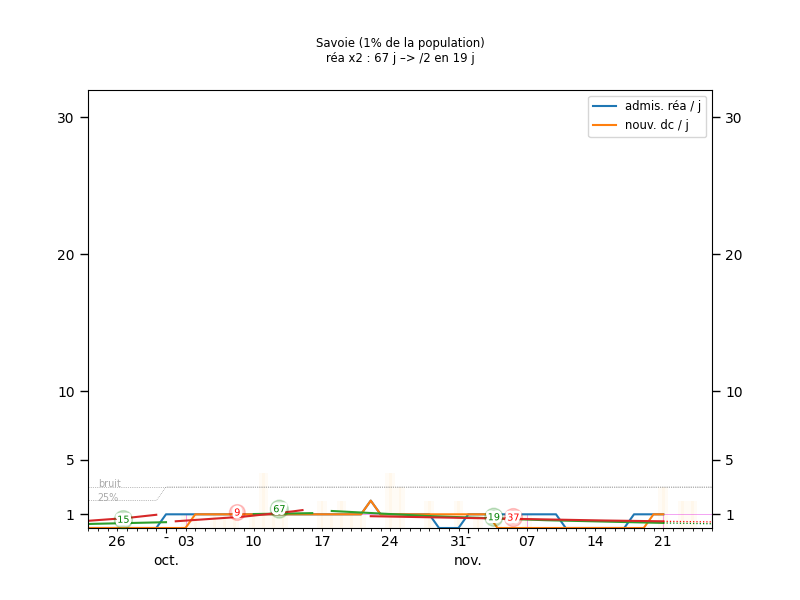 Savoie (1% de la population)
réa x2 : 67 j –> /2 en 19 j
admis. réa / j
nouv. dc / j
30 30
20 20
10 10
5 5
bruit
25%
15 9 67 19 37
1 1
26 03 10 17 24 31 07 14 21
oct. nov.